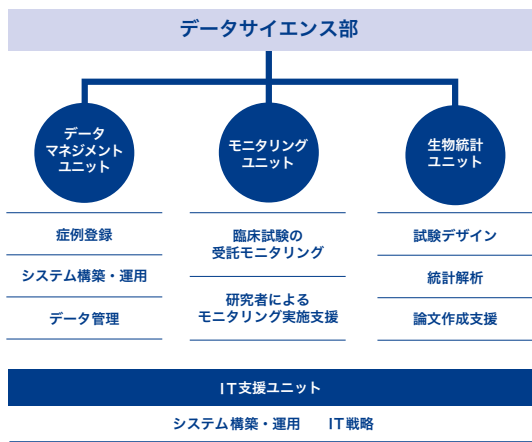 データサイエンス部
データ
マネジメント
ユニット
症例登録
システム構築・運用
データ管理
モニタリング
ユニット
臨床試験の
受託モニタリング
研究者による
モニタリング実施支援
生物統計
ユニット
試験デザイン
統計解析
論文作成支援
IT支援ユニット
システム構築・運用　IT戦略